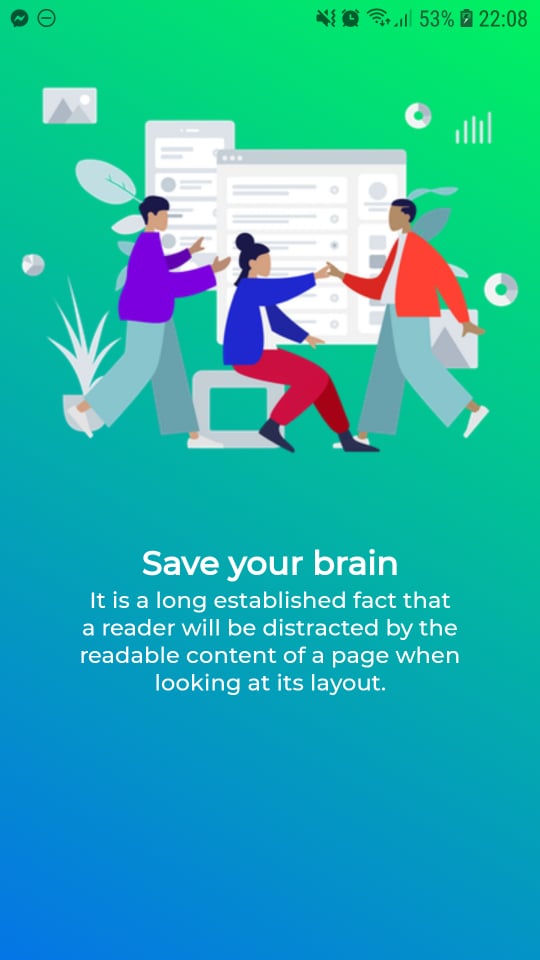 53% 22:08
Save your brain
It is a long established fact that
a reader will be distracted by the
readable content of a page when
looking at its layout.